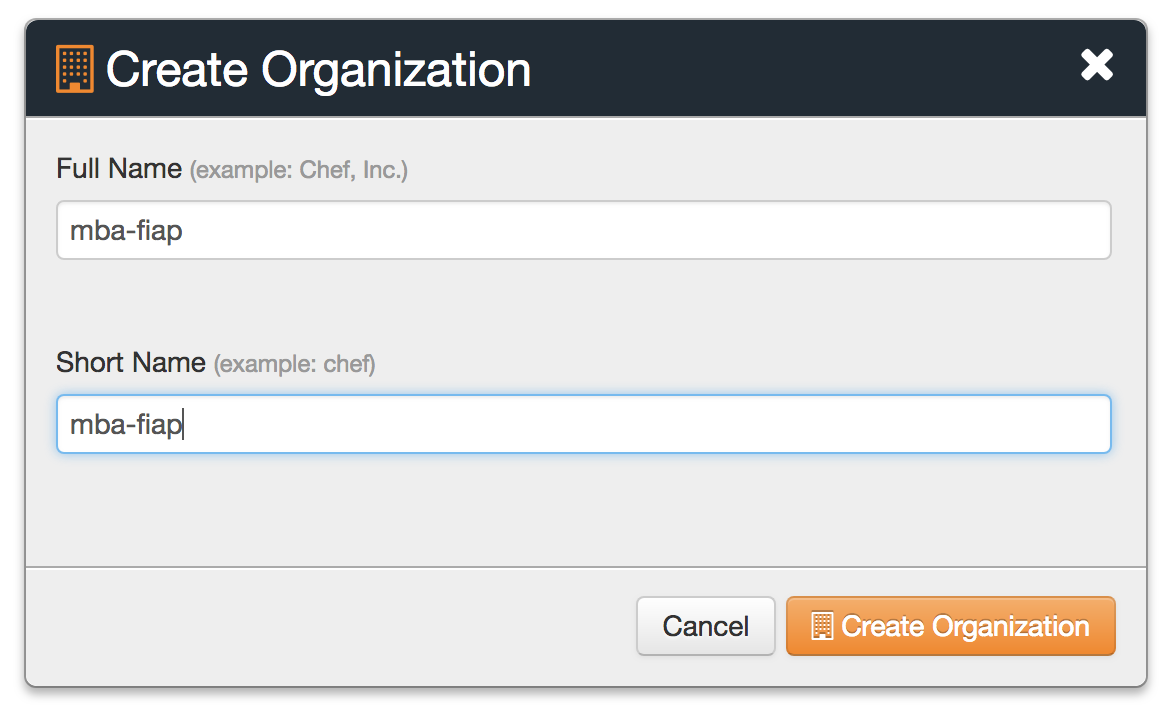 Create Organization
Full Name (example: Chef, Inc.)
mba-fiap
Short Name (example: chef)
mba-fiap
Cancel
Create Organization